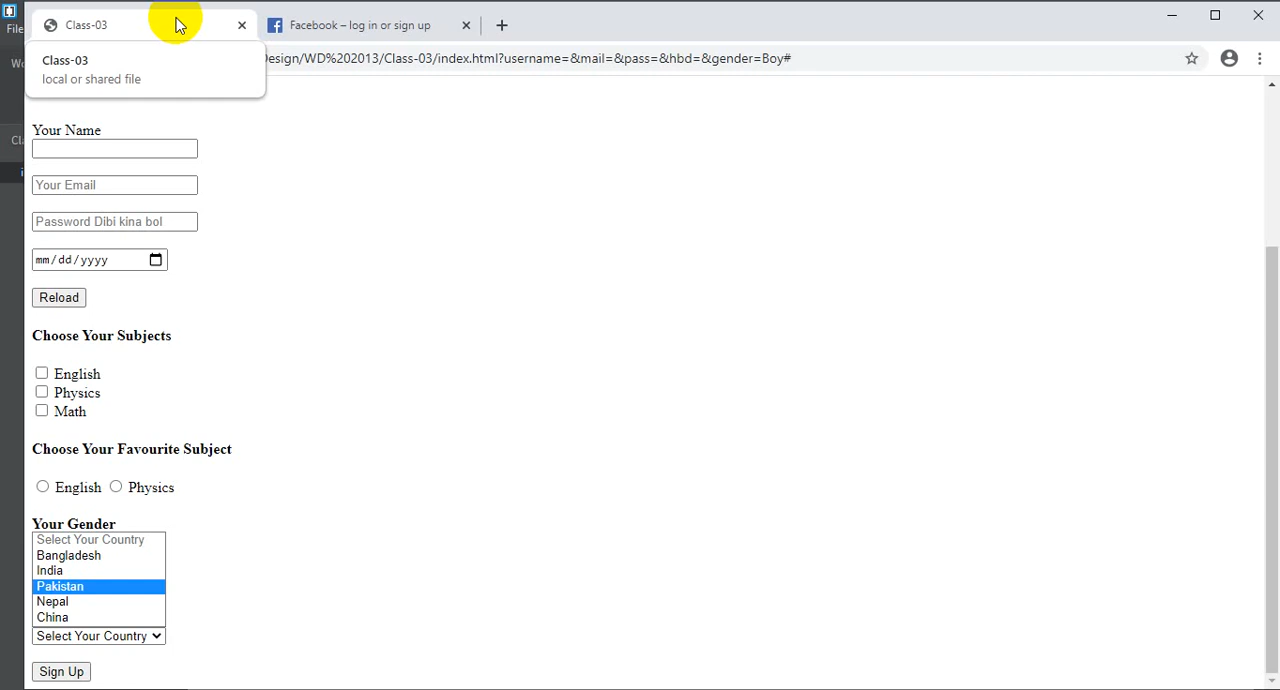 Class-03
Facebook – log in or sign up
File
Class-03
local or shared file
Design/WD%202013/Class-03/index.html?username=&mail=&pass=&hbd=&gender=Boy#
Your Name
Your Email
Password Dibi kina bol
mm/dd/yyyy
Reload
Choose Your Subjects
English
Physics
Math
Choose Your Favourite Subject
English Physics
Your Gender
Select Your Country
Bangladesh
India
Pakistan
Nepal
China
Select Your Country
Sign Up